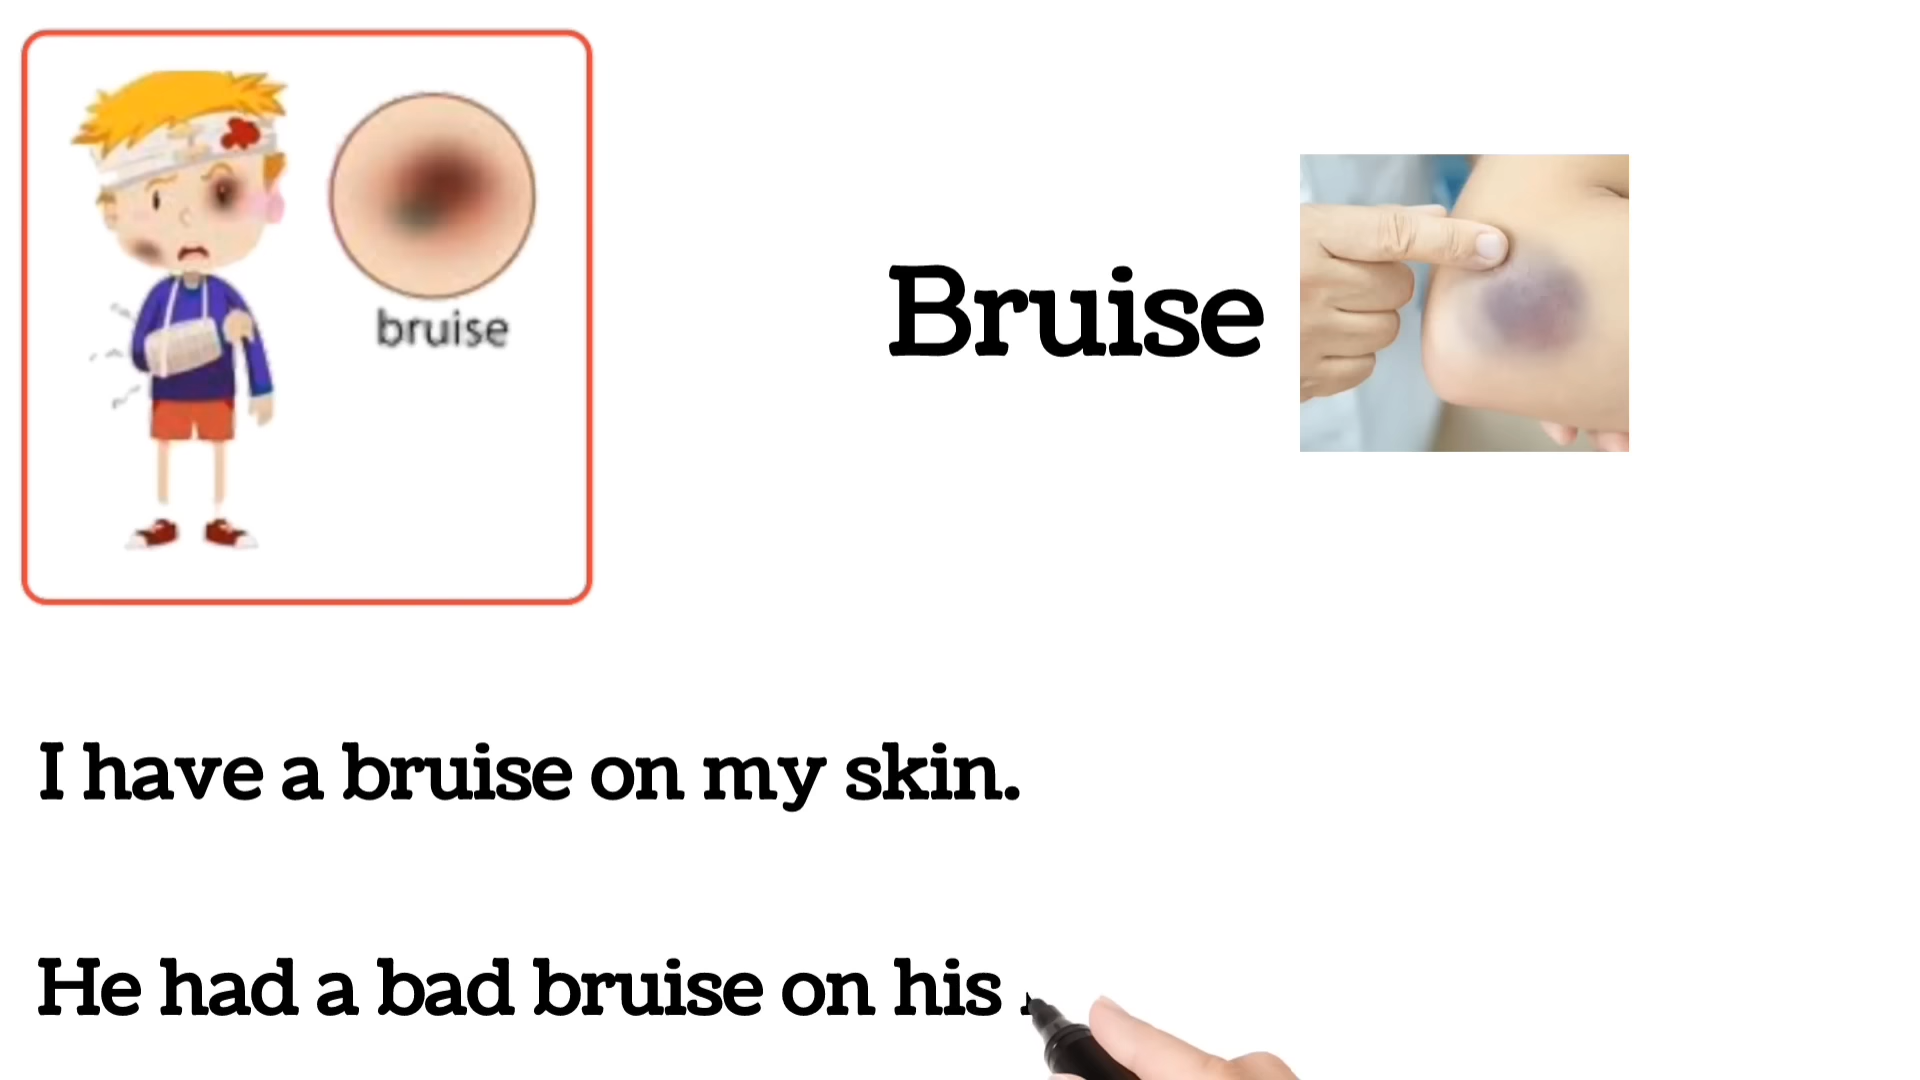 bruise
Bruise
I have a bruise on my skin.
He had a bad bruise on his